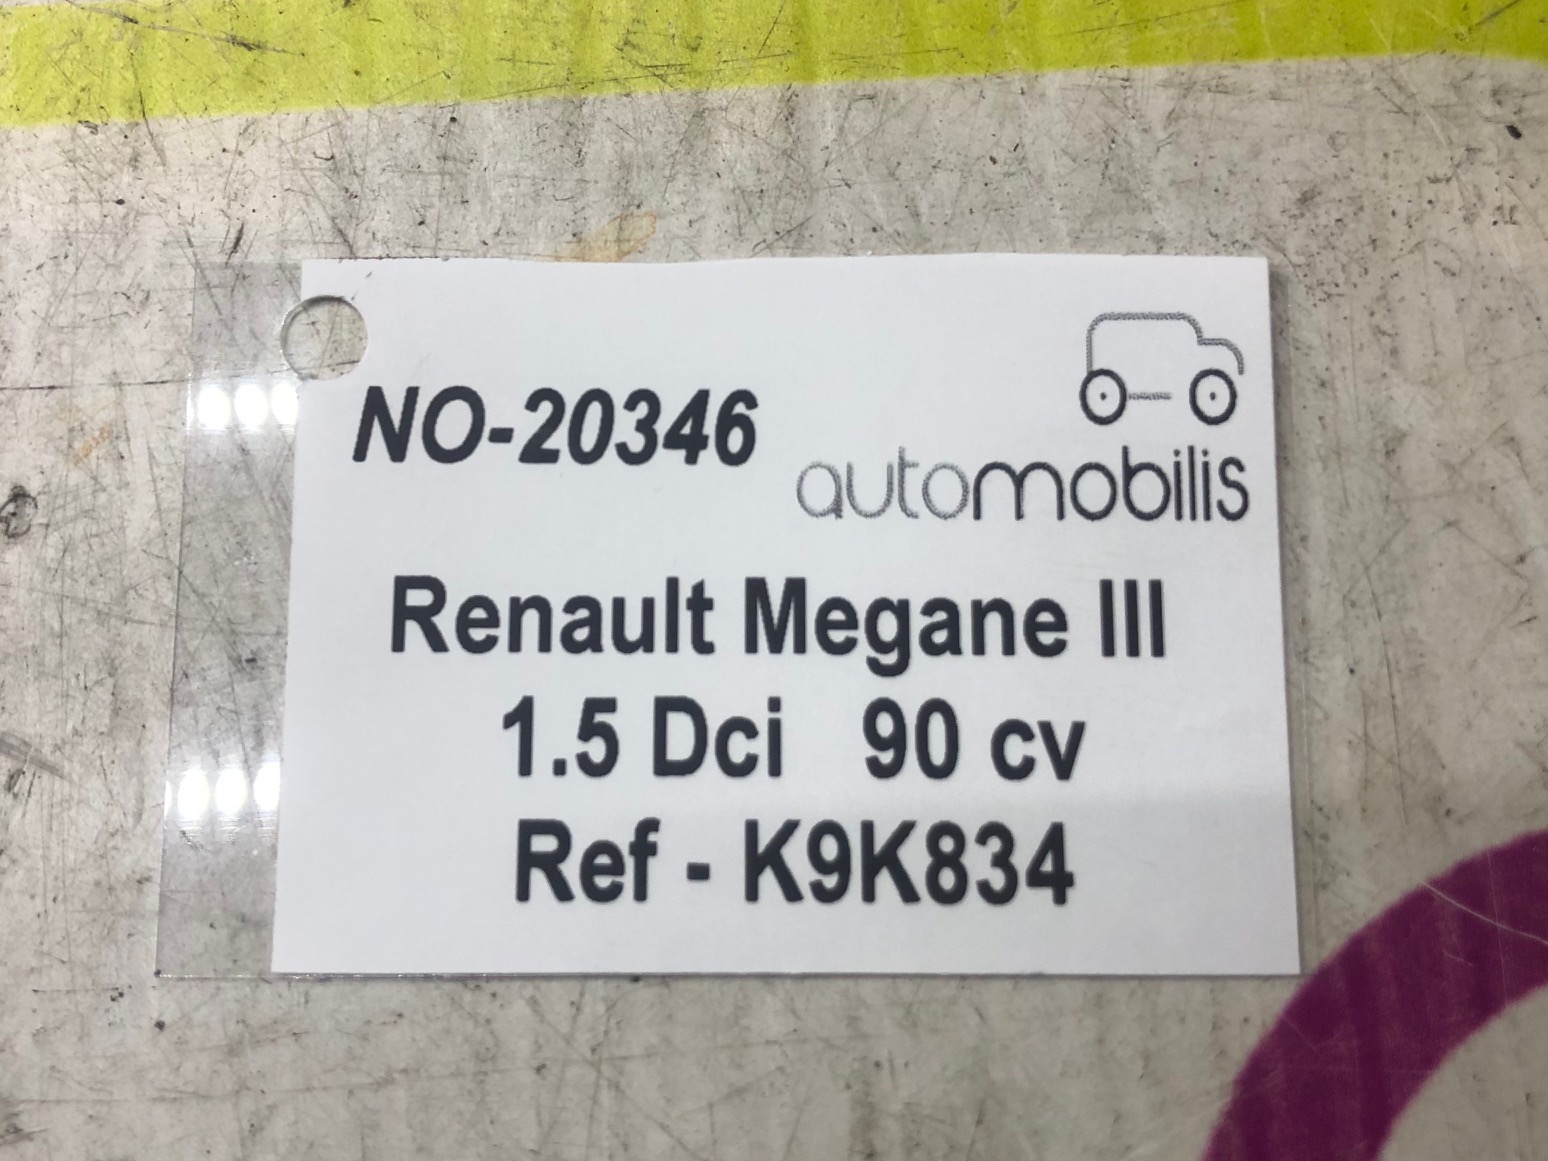 NO-20346
automobilis
Renault Megane III
1.5 Dci 90 cv
Ref - K9K834